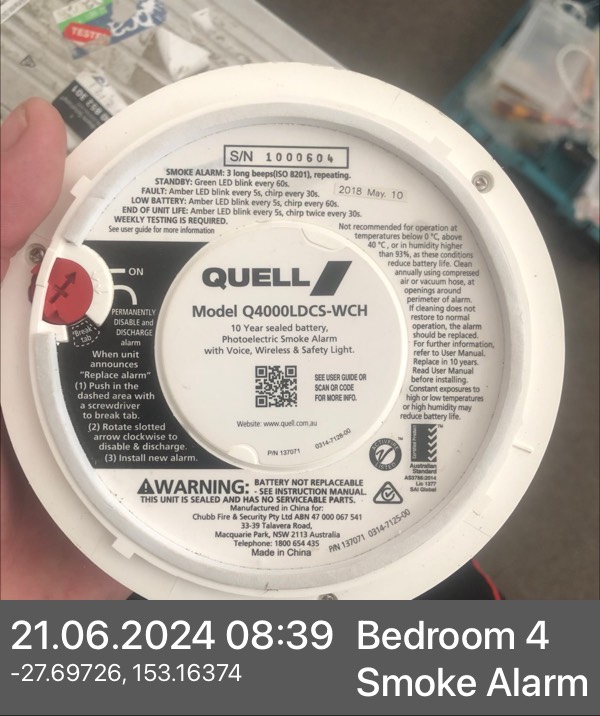 TEST
S/N 1000604
SMOKE ALARM: 3 long beeps(ISO 8201), repeating.
STANDBY: Green LED blink every 60s.
FAULT: Amber LED blink every 5s, chirp every 30s.
LOW BATTERY: Amber LED blink every 5s, chirp every 60s.
END OF UNIT LIFE: Amber LED blink every 5s, chirp twice every 30s.
WEEKLY TESTING IS REQUIRED.
See user guide for more information
2018 May. 10
Not recommended for operation at
temperatures below 0 °C, above
40 °C, or in humidity higher
than 93%, as these conditions
reduce battery life. Clean
annually using compressed
air or vacuum hose, at
openings around
perimeter of alarm.
If cleaning does not
restore to normal
operation, the alarm
should be replaced.
For further information,
refer to User Manual.
Replace in 10 years.
Read User Manual
before installing.
Constant exposures to
high or low temperatures
or high humidity may
reduce battery life.
ON
PERMANENTLY
DISABLE and
DISCHARGE
alarm
Break
tab
When unit
announces
"Replace alarm"
(1) Push in the
dashed area with
a screwdriver
to break tab.
(2) Rotate slotted
arrow clockwise to
disable & discharge.
(3) Install new alarm.
QUELL
Model Q4000LDCS-WCH
10 Year sealed battery,
Photoelectric Smoke Alarm
with Voice, Wireless & Safety Light.
SEE USER GUIDE OR
SCAN QR CODE
FOR MORE INFO.
Website: www.quell.com.au
P/N 137071 0314-7128-00
Australian
Standard
AS3786:2014
Lic 1377
SAI Global
WARNING: BATTERY NOT REPLACEABLE
- SEE INSTRUCTION MANUAL.
THIS UNIT IS SEALED AND HAS NO SERVICEABLE PARTS.
Manufactured in China for:
Chubb Fire & Security Pty Ltd ABN 47 000 067 541
33-39 Talavera Road,
Macquarie Park, NSW 2113 Australia
Telephone: 1800 654 435
Made in China
P/N 137071 0314-7125-00
21.06.2024 08:39
-27.69726, 153.16374
Bedroom 4
Smoke Alarm